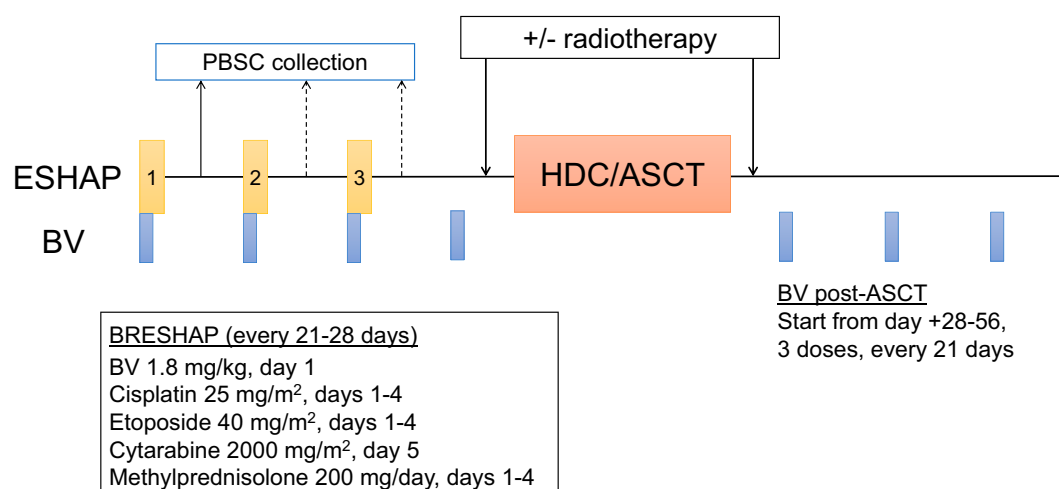 +/- radiotherapy
PBSC collection
ESHAP
1
2
3
HDC/ASCT
BV
BRESHAP (every 21-28 days)
BV 1.8 mg/kg, day 1
Cisplatin 25 mg/m², days 1-4
Etoposide 40 mg/m², days 1-4
Cytarabine 2000 mg/m², day 5
Methylprednisolone 200 mg/day, days 1-4
BV post-ASCT
Start from day +28-56,
3 doses, every 21 days